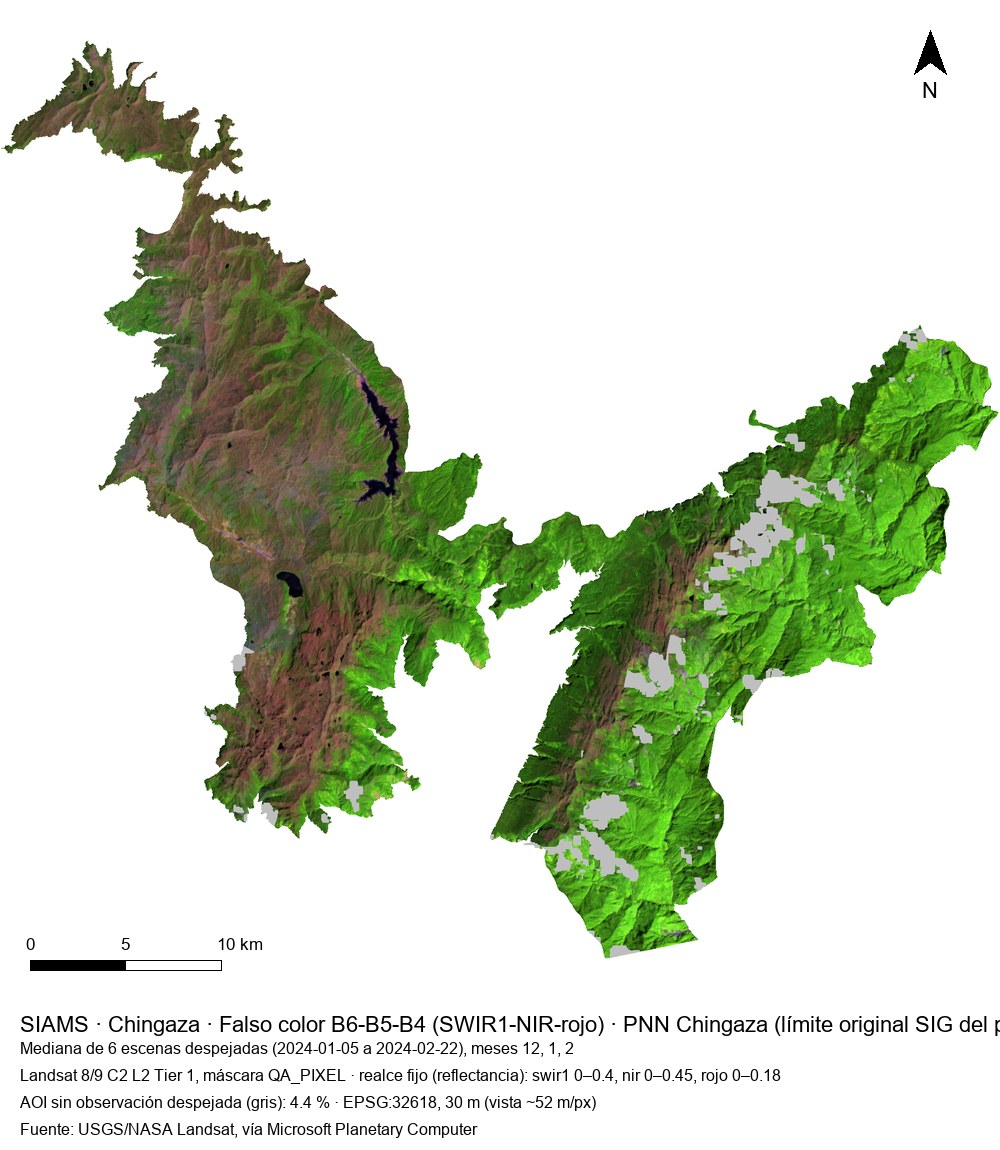 N
0 5 10 km
SIAMS · Chingaza · Falso color B6-B5-B4 (SWIR1-NIR-rojo) · PNN Chingaza (límite original SIG del p
Mediana de 6 escenas despejadas (2024-01-05 a 2024-02-22), meses 12, 1, 2
Landsat 8/9 C2 L2 Tier 1, máscara QA_PIXEL · realce fijo (reflectancia): swir1 0–0.4, nir 0–0.45, rojo 0–0.18
AOI sin observación despejada (gris): 4.4 % · EPSG:32618, 30 m (vista ~52 m/px)
Fuente: USGS/NASA Landsat, vía Microsoft Planetary Computer